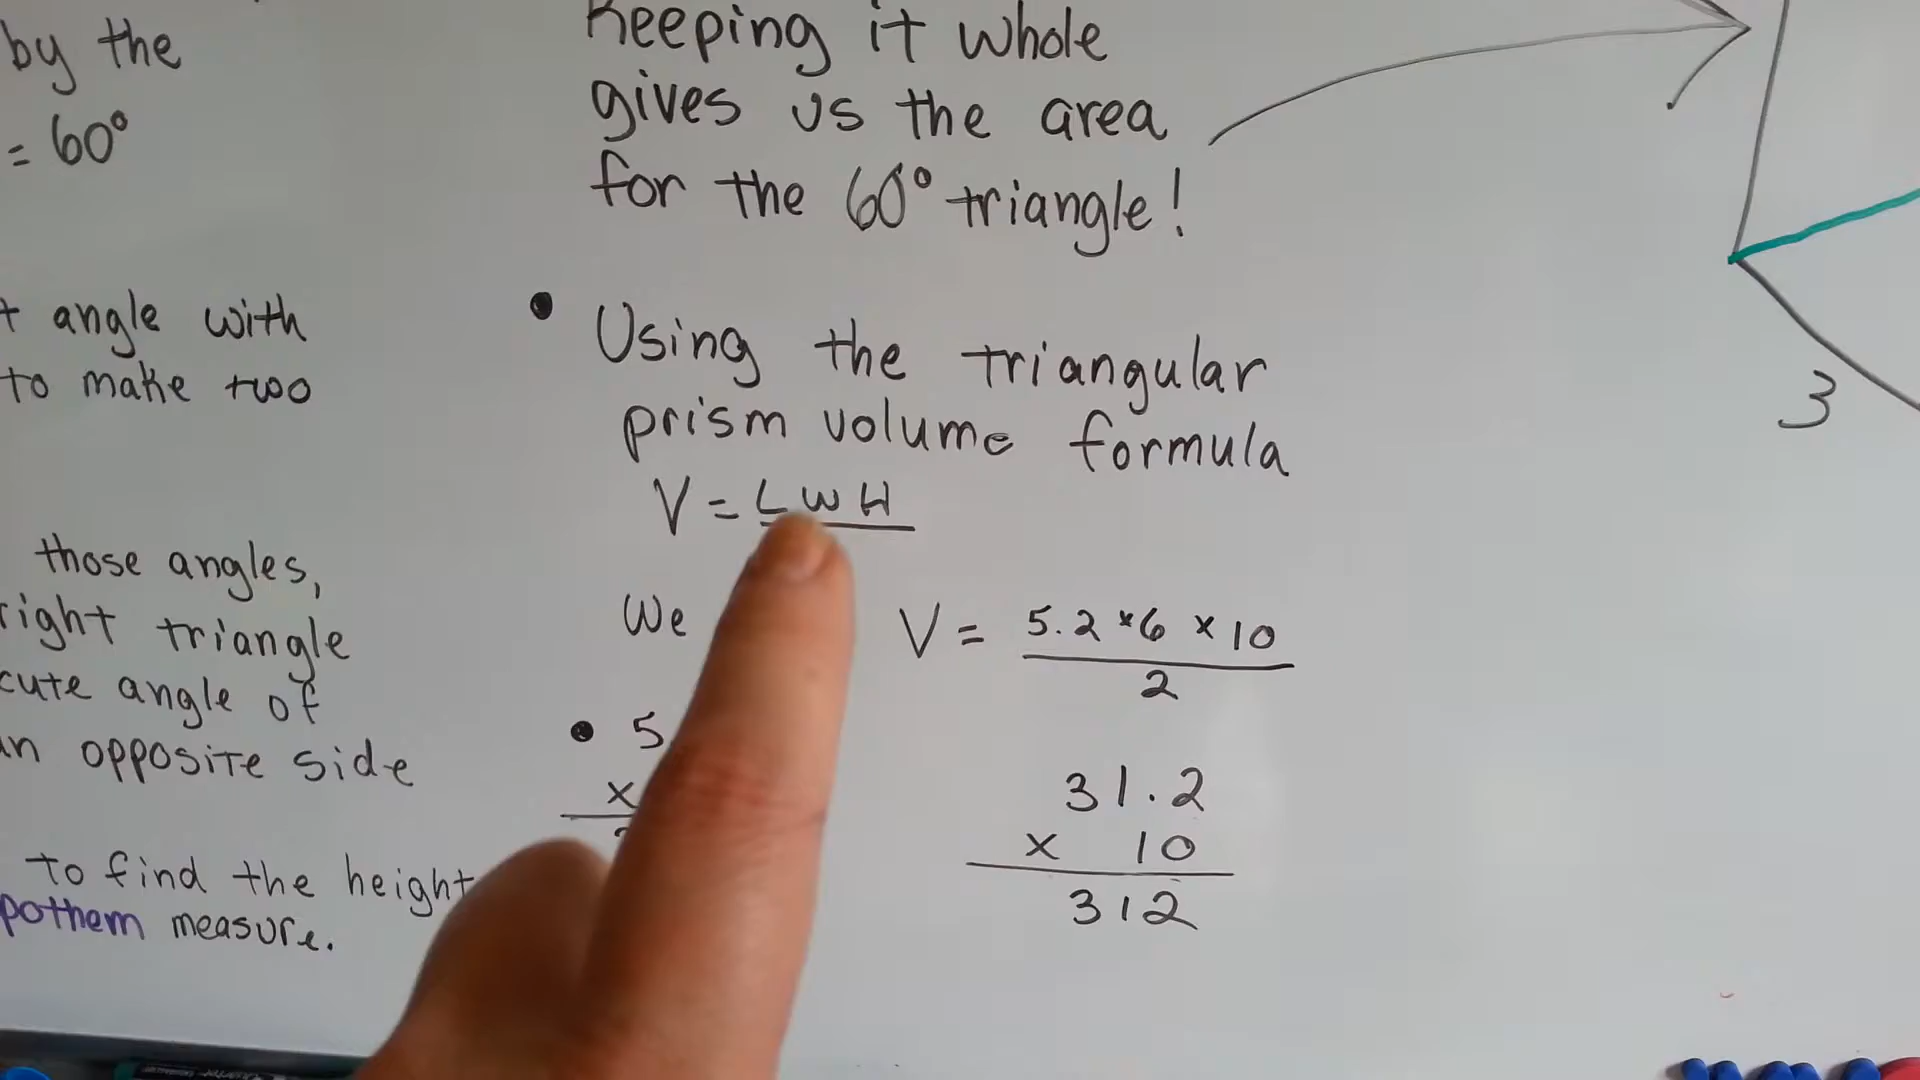 by the
= 60°
+ angle with
to make two
those angles,
right triangle
cute angle of
an opposite side
to find the height
pothem measure.
Keeping it whole
gives us the area
for the 60° triangle!
• Using the triangular
prism volume formula
V = L W H
We V = 5.2 × 6 × 10
2
• 5.
x
31.2
x 10
312
3